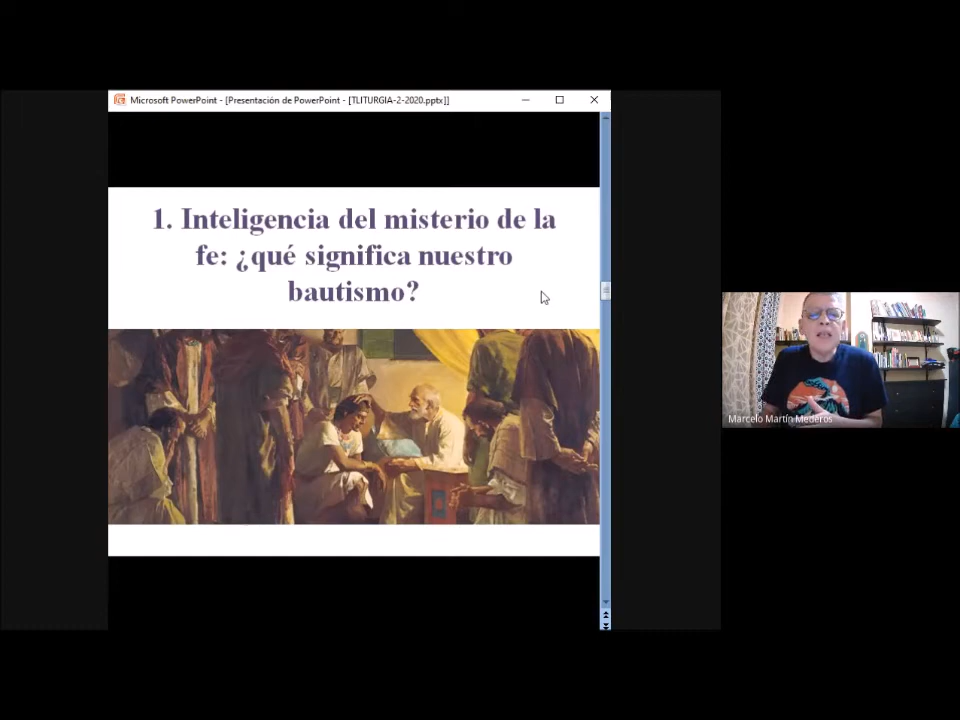 Microsoft PowerPoint - [Presentación de PowerPoint - [TLITURGIA-2-2020.pptx]]
1. Inteligencia del misterio de la
fe: ¿qué significa nuestro
bautismo?
Marcelo Martín Mederos